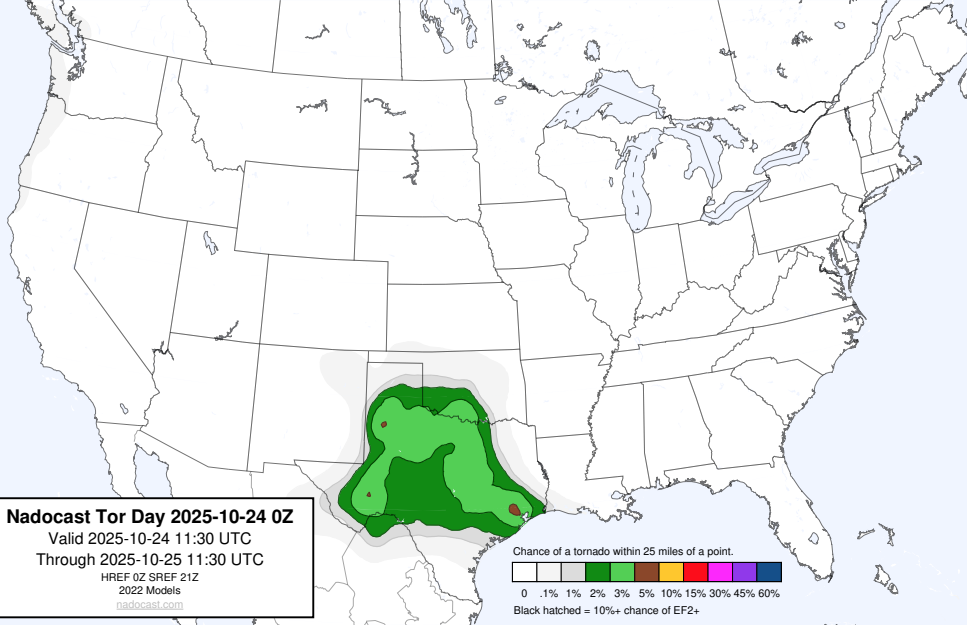 Nadocast Tor Day 2025-10-24 0Z
Valid 2025-10-24 11:30 UTC
Through 2025-10-25 11:30 UTC
HREF 0Z SREF 21Z
2022 Models
nadocast.com
Chance of a tornado within 25 miles of a point.
0 .1% 1% 2% 3% 5% 10% 15% 30% 45% 60%
Black hatched = 10%+ chance of EF2+